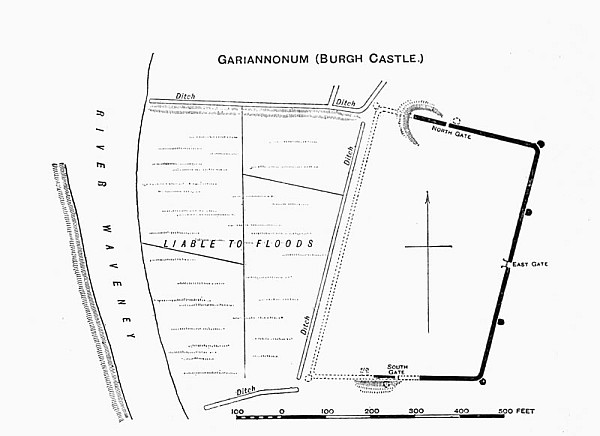 GARIANNONUM (BURGH CASTLE.)
Ditch
Ditch
NORTH GATE
Ditch
RIVER WAVENEY
LIABLE TO FLOODS
EAST GATE
Ditch
SOUTH GATE
Ditch
100 0 100 200 300 400 500 FEET